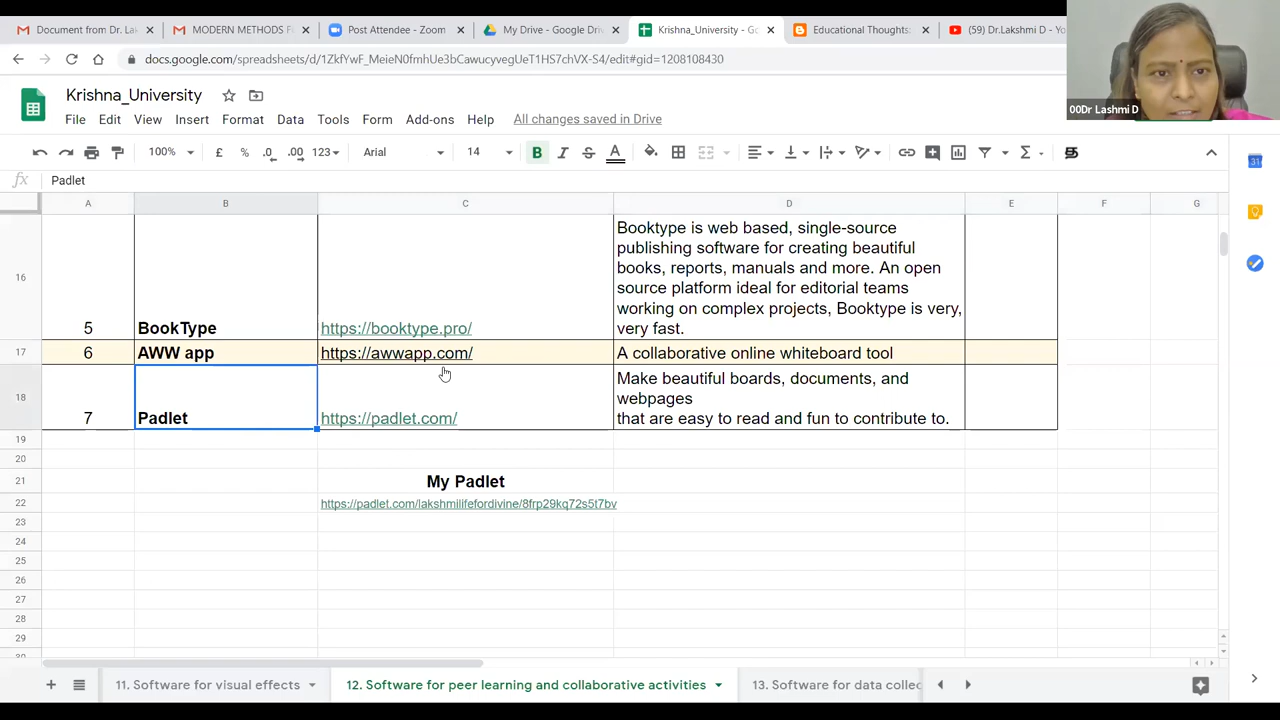 Document from Dr. Lak
MODERN METHODS F
Post Attendee - Zoom
My Drive - Google Driv
Krishna_University - Go
Educational Thoughts:
(59) Dr.Lakshmi D - Yo
docs.google.com/spreadsheets/d/1ZkfYwF_MeieN0fmhUe3bCawucyvegUeT1HS7chVX-S4/edit#gid=1208108430
00Dr Lashmi D
Krishna_University
File Edit View Insert Format Data Tools Form Add-ons Help All changes saved in Drive
100% £ % .0 .00 123 Arial 14 B I S A
fx Padlet
A B C D E F G
16 5 BookType https://booktype.pro/
Booktype is web based, single-source
publishing software for creating beautiful
books, reports, manuals and more. An open
source platform ideal for editorial teams
working on complex projects, Booktype is very,
very fast.
17 6 AWW app https://awwapp.com/ A collaborative online whiteboard tool
18 7 Padlet https://padlet.com/
Make beautiful boards, documents, and
webpages
that are easy to read and fun to contribute to.
19
20
21 My Padlet
22 https://padlet.com/lakshmilifefordivine/8frp29kq72s5t7bv
23
24
25
26
27
28
29
30
11. Software for visual effects
12. Software for peer learning and collaborative activities
13. Software for data collec
31